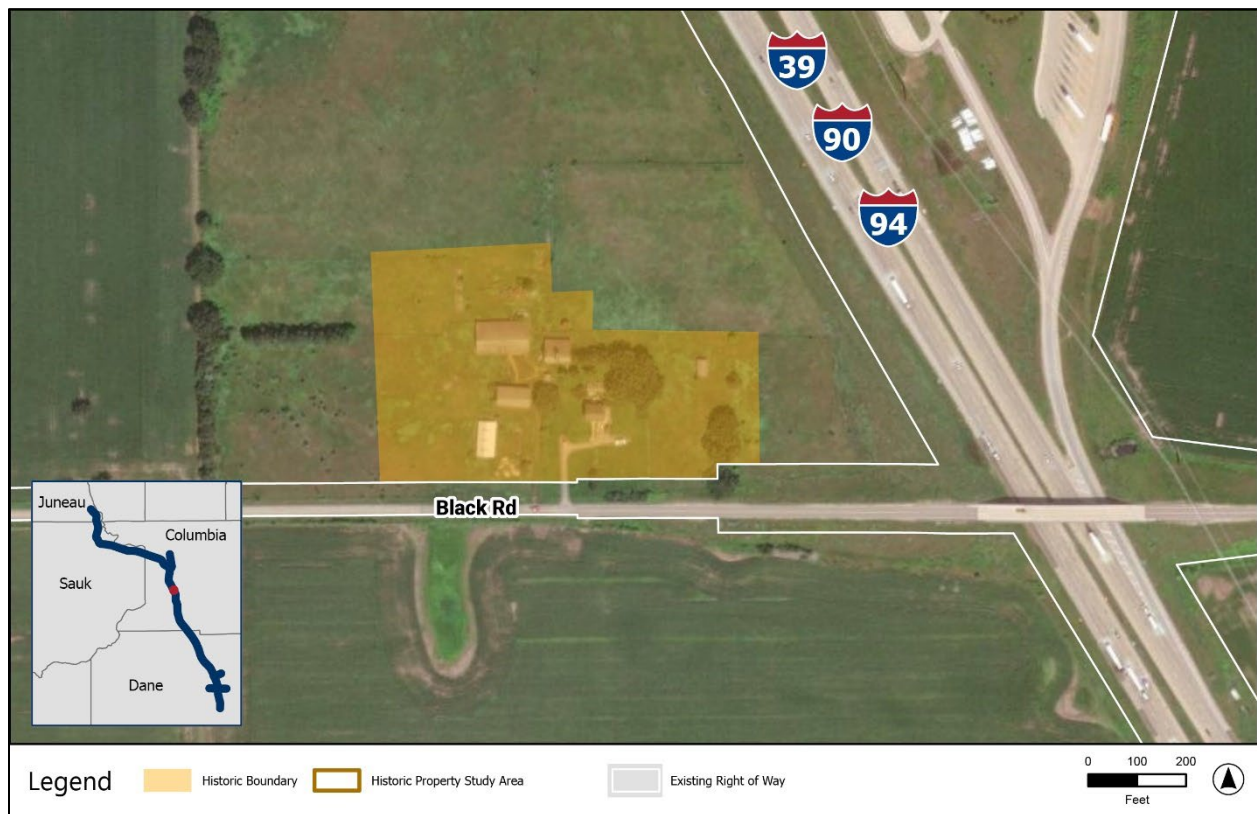 39
90
94
Black Rd
Juneau
Columbia
Sauk
Dane
Legend
Historic Boundary
Historic Property Study Area
Existing Right of Way
0 100 200
Feet